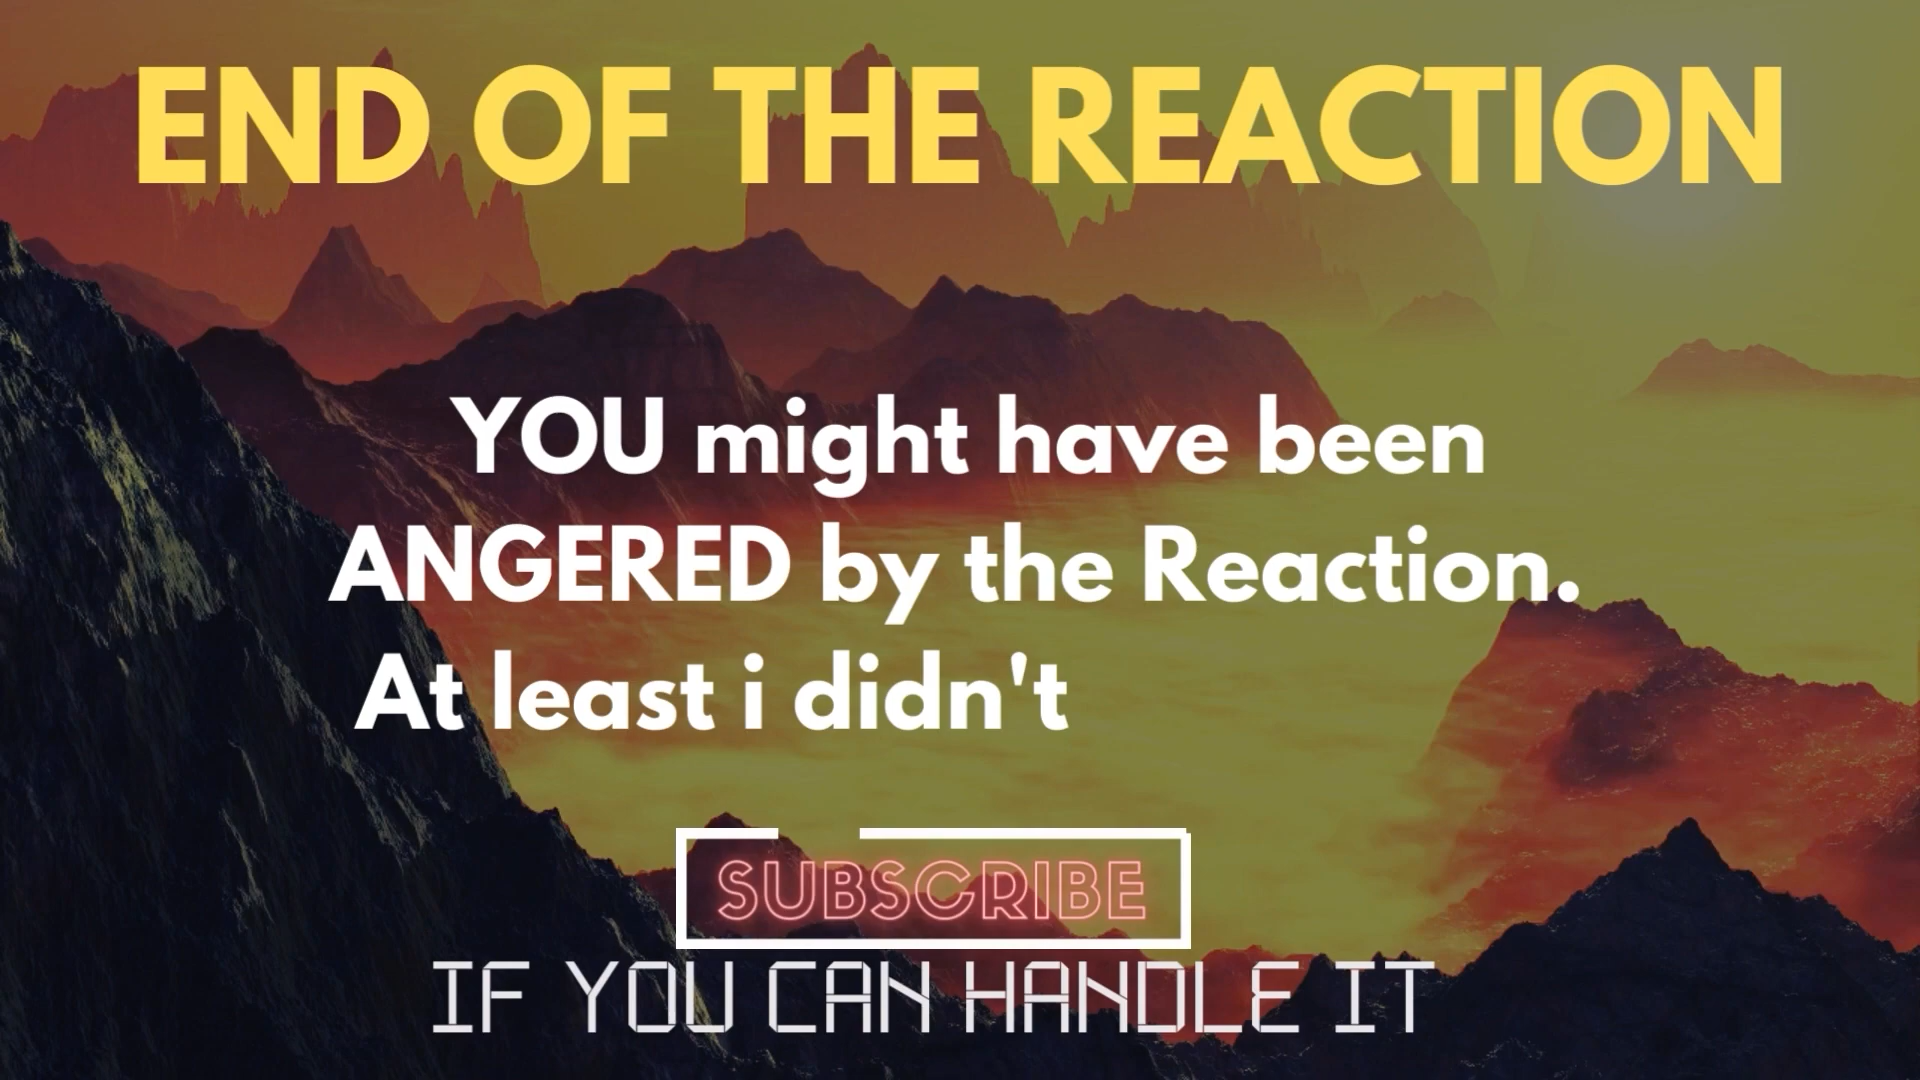 END OF THE REACTION
YOU might have been
ANGERED by the Reaction.
At least i didn't
SUBSCRIBE
IF YOU CAN HANDLE IT